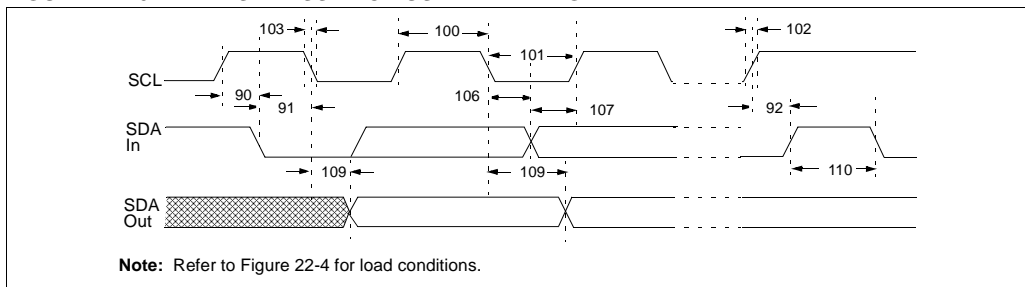 103
100
101
102
SCL
90
91
106
107
92
SDA
In
109
109
110
SDA
Out
Note: Refer to Figure 22-4 for load conditions.